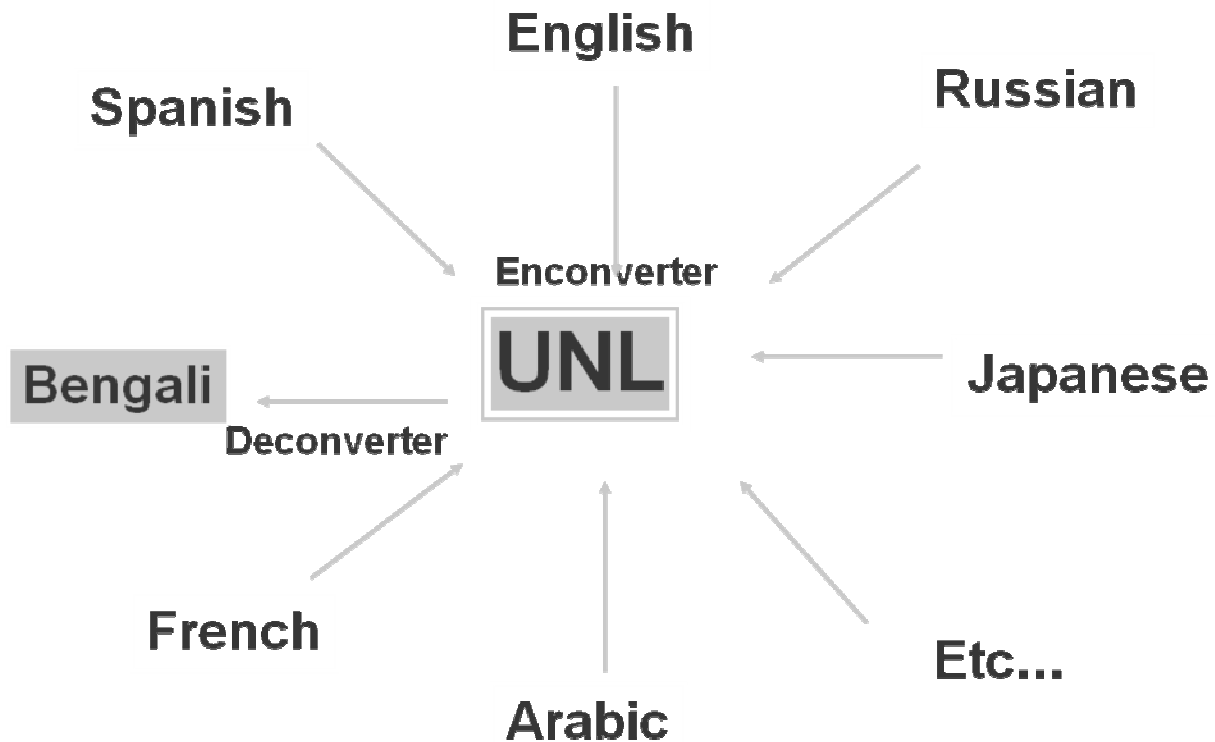 English
Russian
Spanish
Enconverter
UNL
Japanese
Bengali
Deconverter
French
Etc...
Arabic